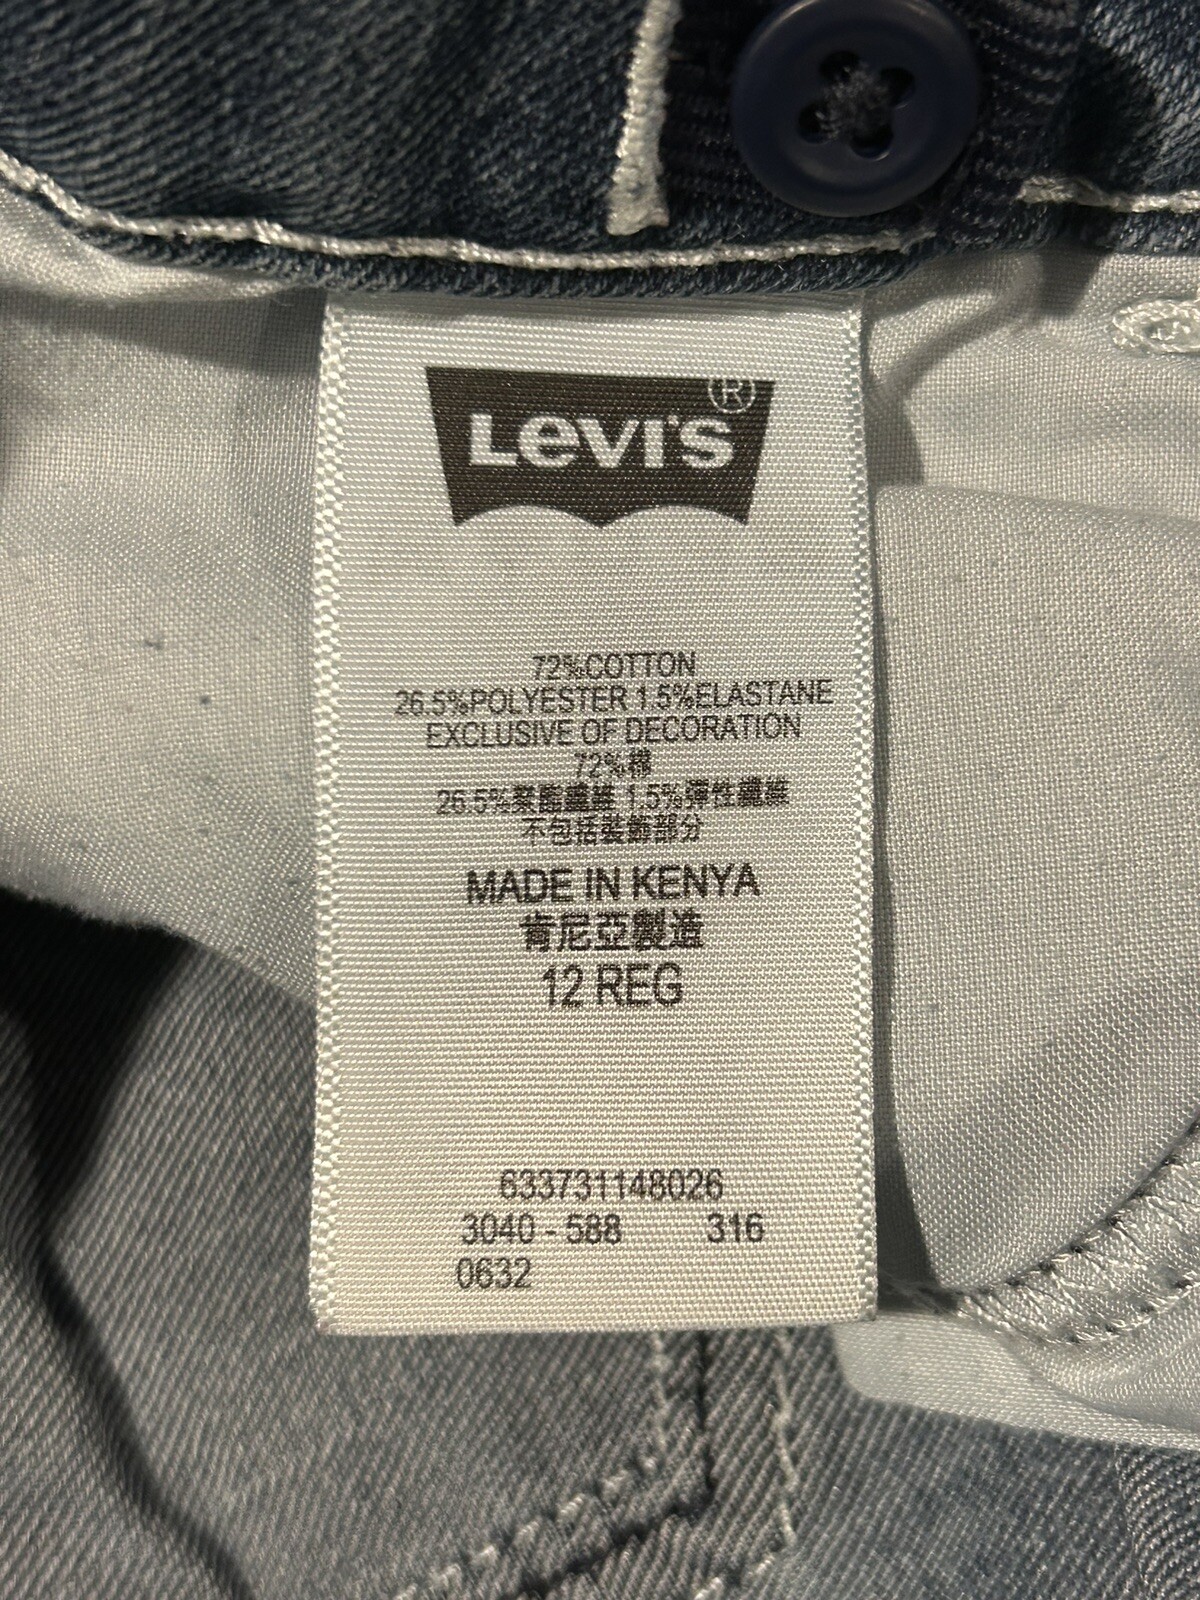 LEVI'S®
72%COTTON
26.5%POLYESTER 1.5%ELASTANE
EXCLUSIVE OF DECORATION
72%棉
26.5%聚酯纖維 1.5%彈性纖維
不包括裝飾部分
MADE IN KENYA
肯尼亞製造
12 REG
633731148026
3040 - 588 316
0632